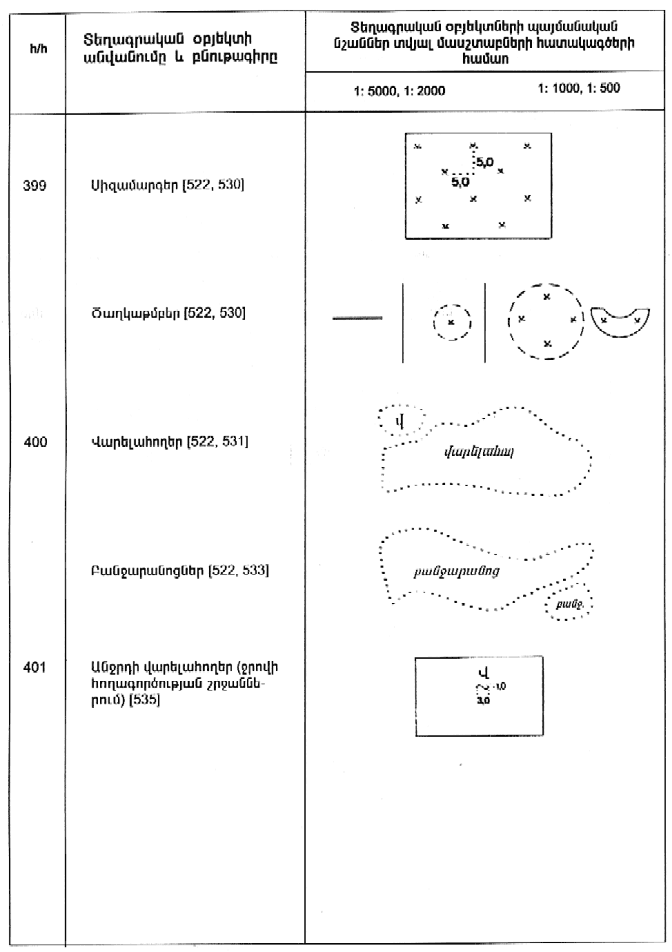 հ/հ
Տեղագրական օբյեկտի
անվանումը և բնութագիրը
Տեղագրական օբյեկտների պայմանական
նշաններ տվյալ մասշտաբների հատակագծերի
համար
1: 5000, 1: 2000
1: 1000, 1: 500
399
Սիզամարգեր [522, 530]
5,0
5,0
Ծաղկաթմբեր [522, 530]
400
Վարելահողեր [522, 531]
վ
վարելահող
Բանջարանոցներ [522, 533]
բանջարանոց
բանջ.
401
Անջրդի վարելահողեր (ջրովի
հողագործության շրջաննե-
րում) [535]
Վ
1,0
3,0